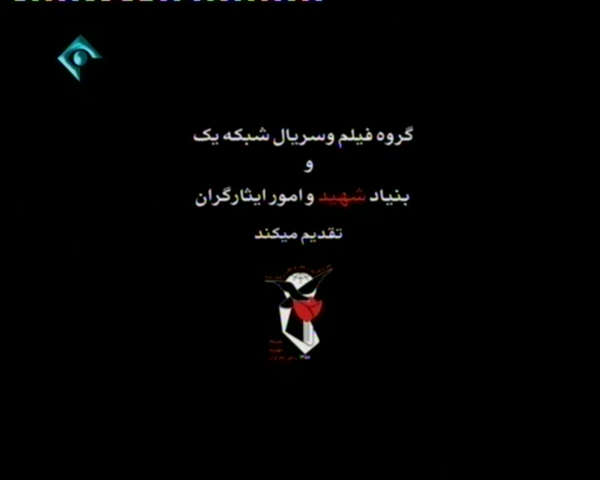 گروه فیلم وسریال شبکه یک
و
بنیاد شهید و امور ایثارگران
تقدیم میکند